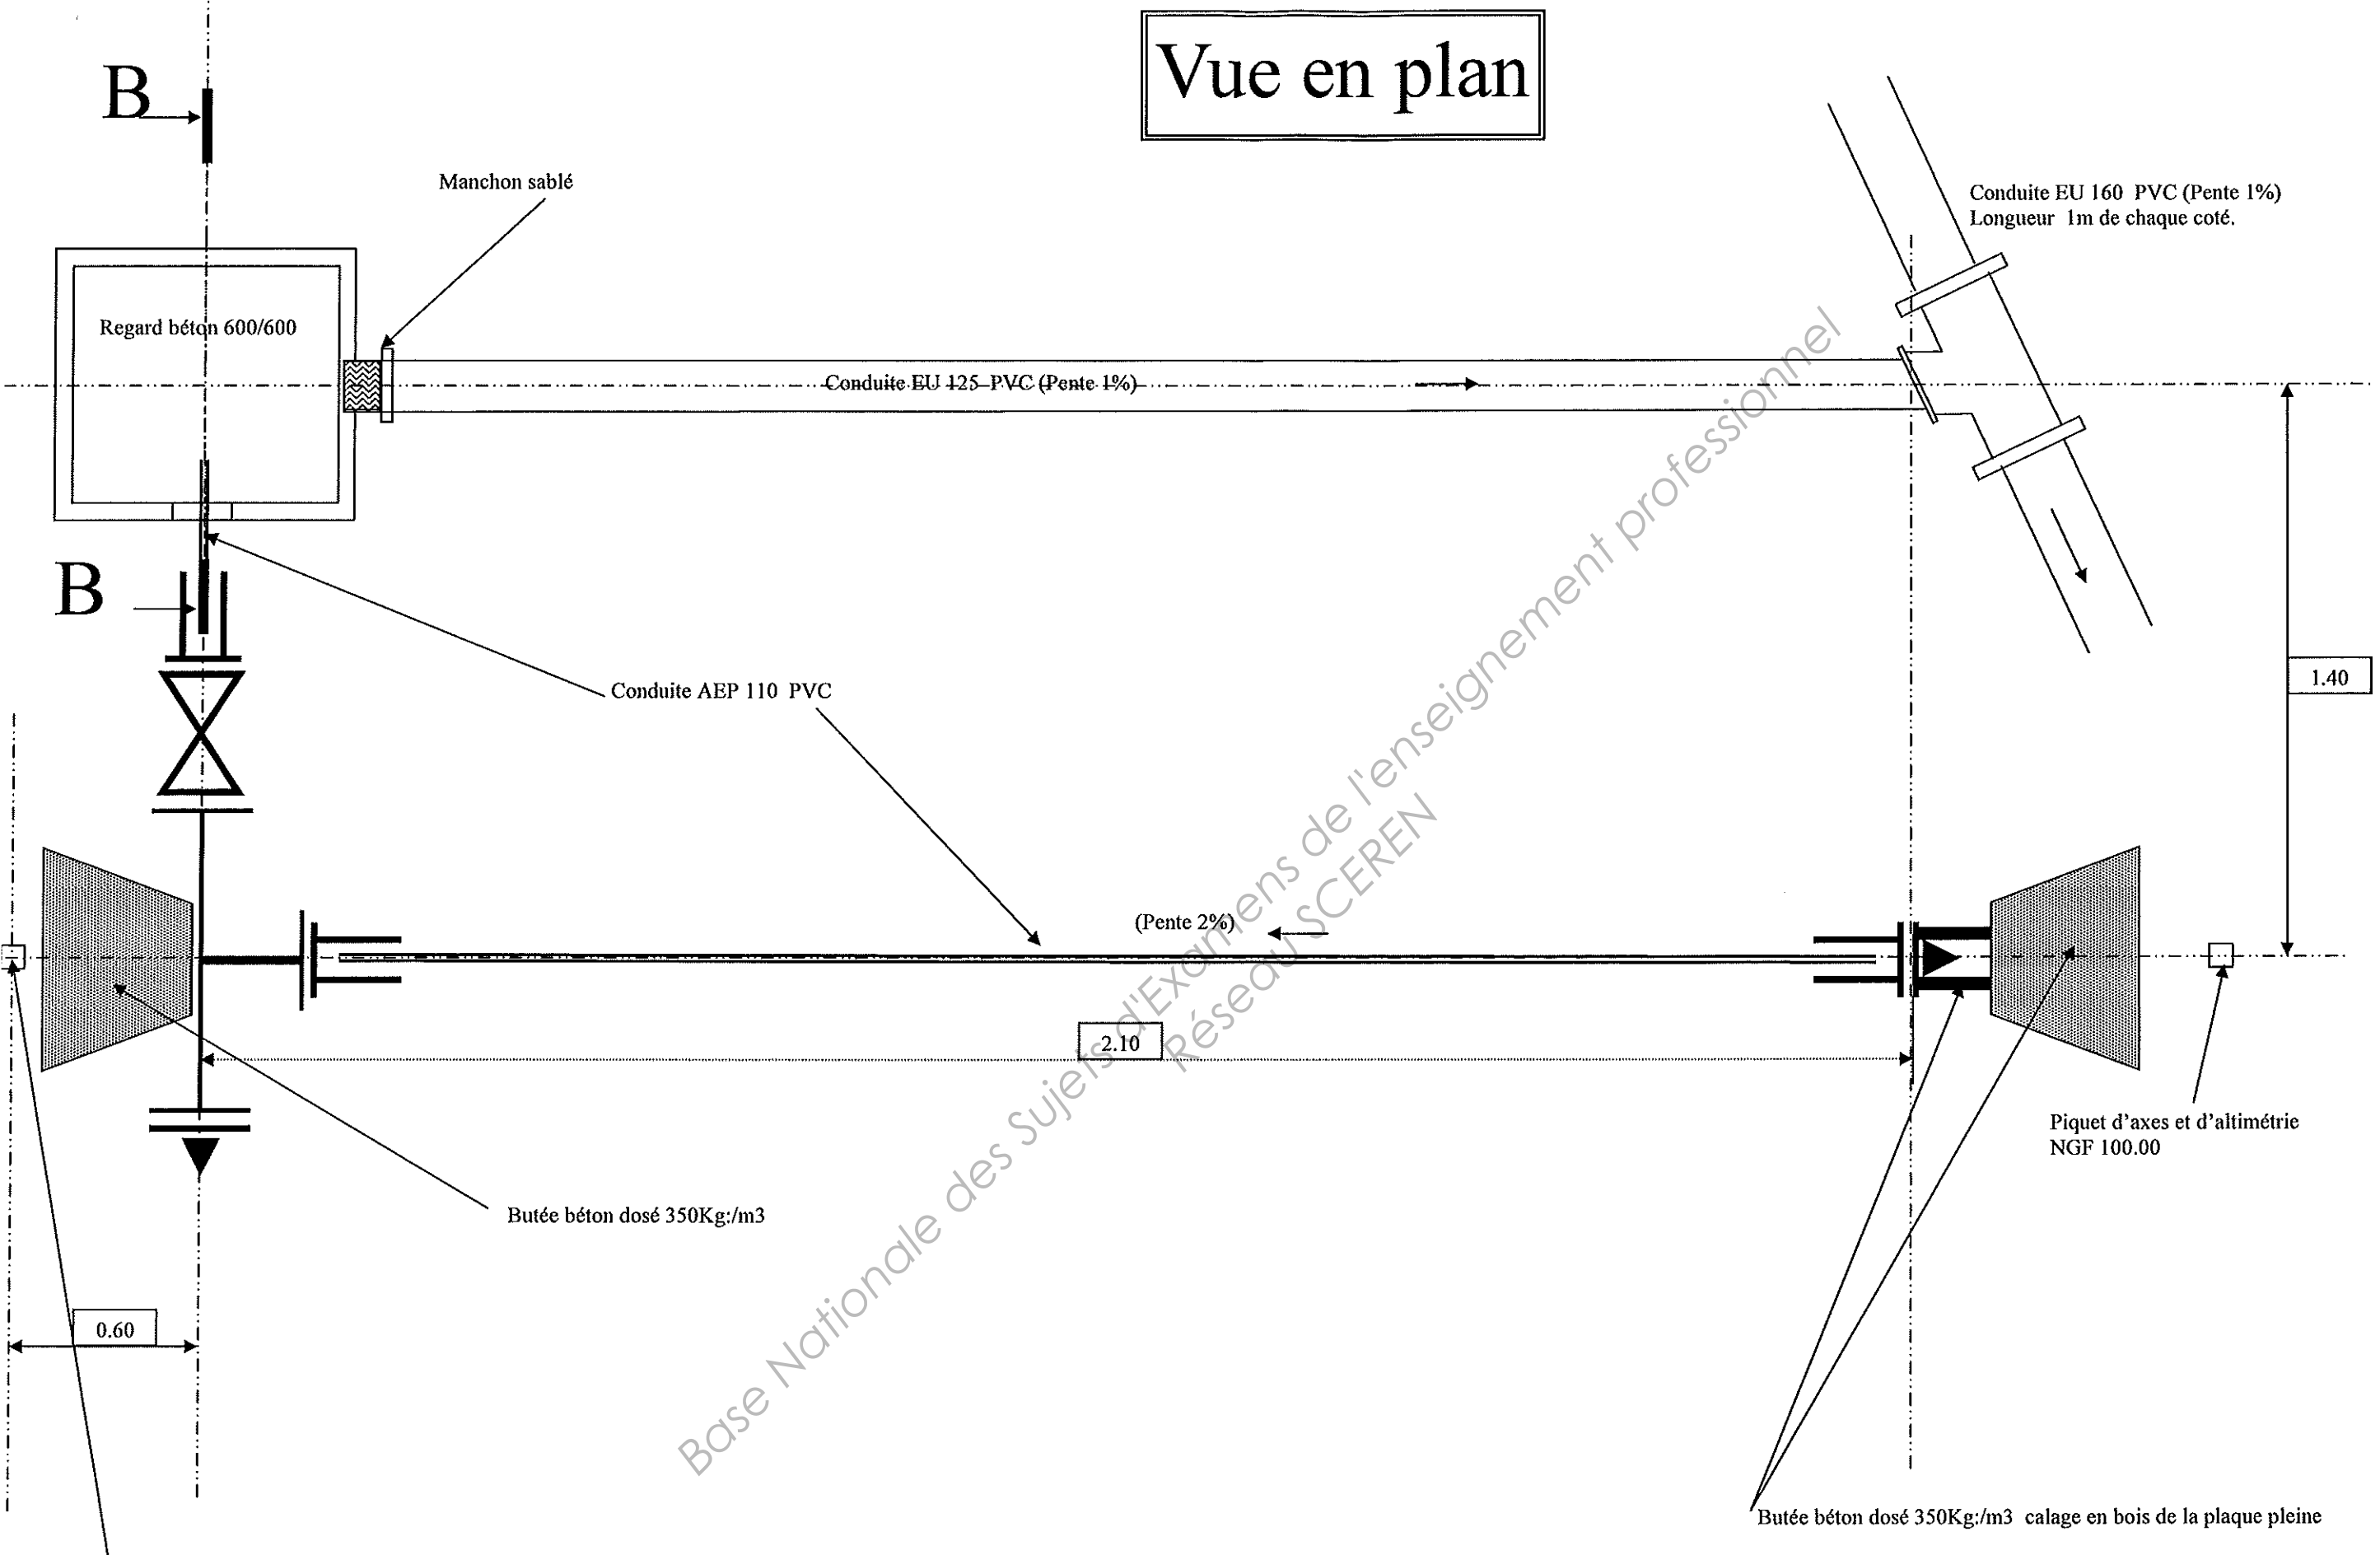 Vue en plan
B
Manchon sablé
Conduite EU 160 PVC (Pente 1%)
Longueur 1m de chaque coté.
Regard béton 600/600
Conduite EU 125 PVC (Pente 1%)
B
Conduite AEP 110 PVC
1.40
(Pente 2%)
2.10
Piquet d'axes et d'altimétrie
NGF 100.00
Butée béton dosé 350Kg:/m3
0.60
Butée béton dosé 350Kg:/m3 calage en bois de la plaque pleine
Base Nationale des Sujets d'Examens de l'enseignement professionnel
Réseau SCEREN